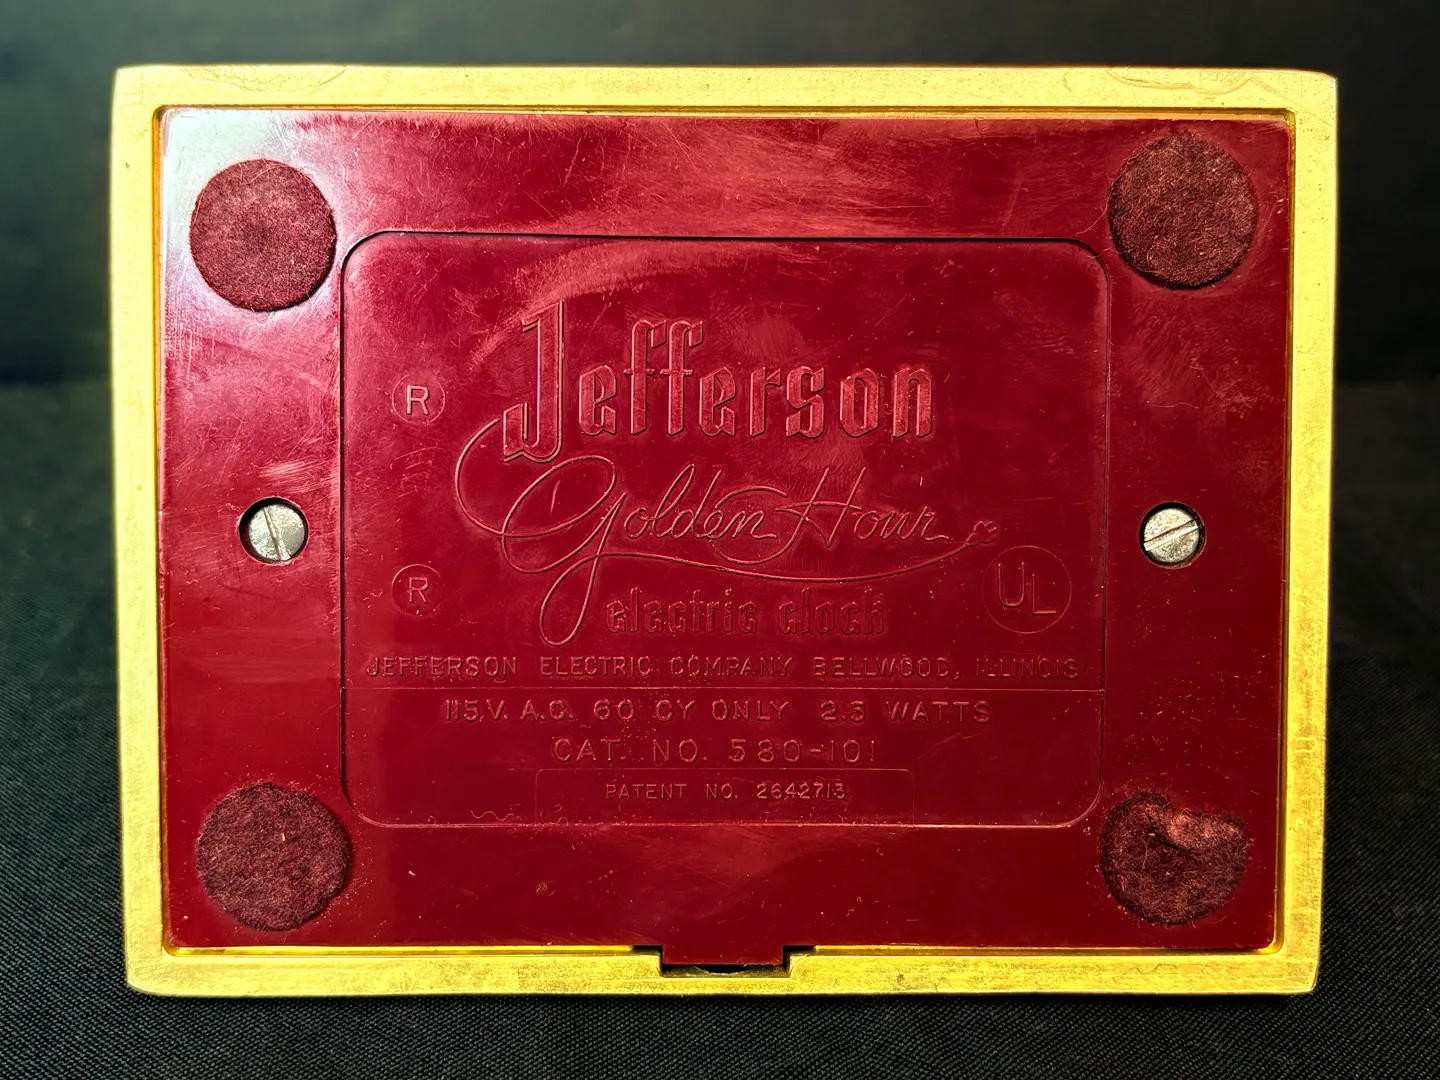 Jefferson
R
Golden Hour
R
UL
electric clock
JEFFERSON ELECTRIC COMPANY BELLWOOD, ILLINOIS
115 V. A.C. 60 CY ONLY 2.5 WATTS
CAT. NO. 580-101
PATENT NO. 2642713